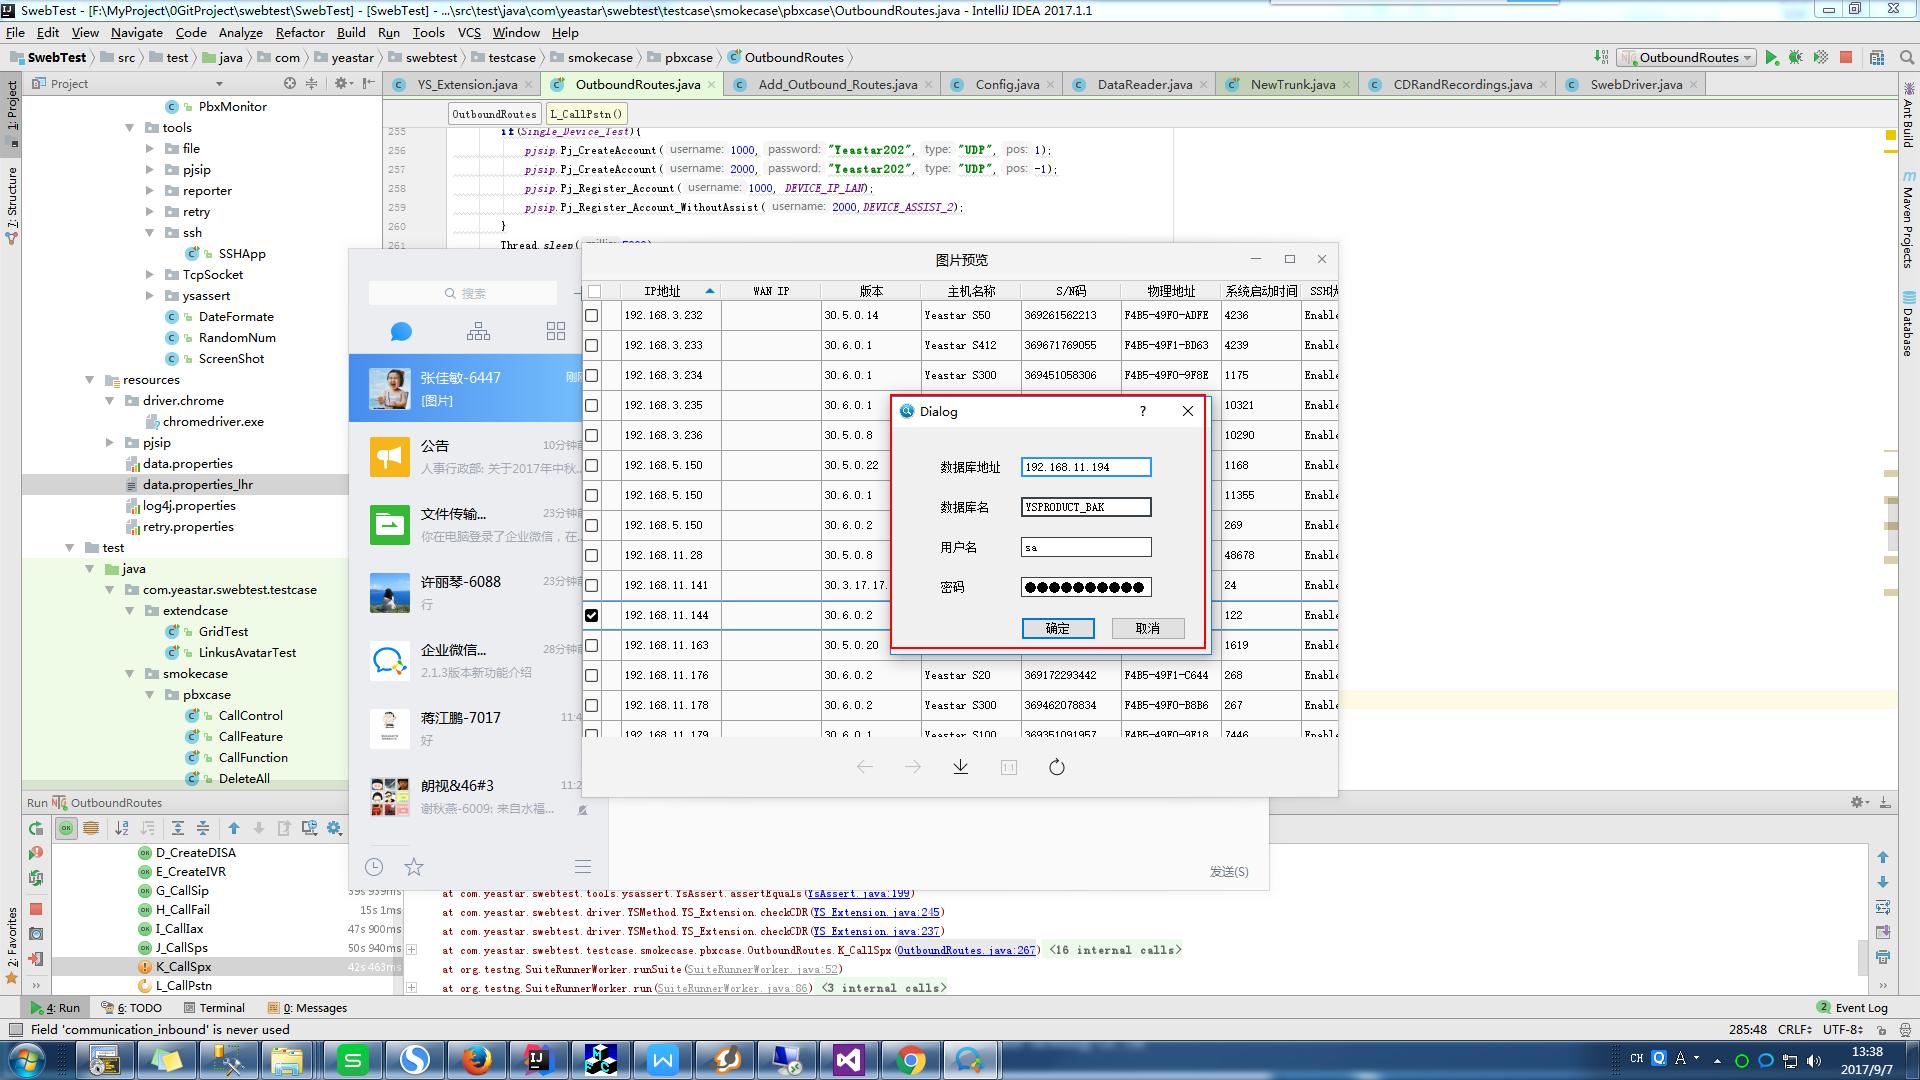 SwebTest - [F:\MyProject\0GitProject\swebtest\SwebTest] - [SwebTest] - ...\src\test\java\com\yeastar\swebtest\testcase\smokecase\pbxcase\OutboundRoutes.java - IntelliJ IDEA 2017.1.1
File Edit View Navigate Code Analyze Refactor Build Run Tools VCS Window Help
SwebTest src test java com yeastar swebtest testcase smokecase pbxcase OutboundRoutes
OutboundRoutes
1: Project
7: Structure
2: Favorites
Project
YS_Extension.java OutboundRoutes.java Add_Outbound_Routes.java Config.java DataReader.java NewTrunk.java CDRandRecordings.java SwebDriver.java
Ant Build
Maven Projects
Database
PbxMonitor
tools
file
pjsip
reporter
retry
ssh
SSHApp
TcpSocket
ysassert
DateFormate
RandomNum
ScreenShot
resources
driver.chrome
chromedriver.exe
pjsip
data.properties
data.properties_lhr
log4j.properties
retry.properties
test
java
com.yeastar.swebtest.testcase
extendcase
GridTest
LinkusAvatarTest
smokecase
pbxcase
CallControl
CallFeature
CallFunction
DeleteAll
OutboundRoutes L_CallPstn()
255 if(Single_Device_Test){
256 pjsip.Pj_CreateAccount( username: 1000, password: "Yeastar202", type: "UDP", pos: 1);
257 pjsip.Pj_CreateAccount( username: 2000, password: "Yeastar202", type: "UDP", pos: -1);
258 pjsip.Pj_Register_Account( username: 1000, DEVICE_IP_LAN);
259 pjsip.Pj_Register_Account_WithoutAssist( username: 2000,DEVICE_ASSIST_2);
260 }
261 Thread.sleep(
搜索
张佳敏-6447 刚刚
[图片]
公告 10分钟前
人事行政部: 关于2017年中秋...
文件传输... 23分钟前
你在电脑登录了企业微信, 在...
许丽琴-6088 23分钟前
行
企业微信... 28分钟前
2.1.3版本新功能介绍
蒋江鹏-7017 11:4
好
朗视&46#3 11:2
谢秋燕-6009: 来自水福...
发送(S)
图片预览
IP地址 WAN IP 版本 主机名称 S/N码 物理地址 系统启动时间
192.168.3.232 30.5.0.14 Yeastar S50 369261562213 F4B5-49F0-ADFE 4236 Enable
192.168.3.233 30.6.0.1 Yeastar S412 369671769055 F4B5-49F1-BD63 4239 Enable
192.168.3.234 30.6.0.1 Yeastar S300 369451058306 F4B5-49F0-9F8E 1175 Enable
192.168.3.235 30.6.0.1 10321 Enable
192.168.3.236 30.5.0.8 10290 Enable
192.168.5.150 30.5.0.22 1168 Enable
192.168.5.150 30.6.0.1 11355 Enable
192.168.5.150 30.6.0.2 269 Enable
192.168.11.28 30.5.0.8 48678 Enable
192.168.11.141 30.3.17.17. 24 Enable
192.168.11.144 30.6.0.2 122 Enable
192.168.11.163 30.5.0.20 1619 Enable
192.168.11.176 30.6.0.2 Yeastar S20 369172293442 F4B5-49F1-C644 268 Enable
192.168.11.178 30.6.0.2 Yeastar S300 369462078834 F4B5-49F0-B8B6 267 Enable
192.168.11.179 30.6.0.1 Yeastar S100 369351091957 F4B5-49F0-9F18 7446 Enable
1:1
Dialog
数据库地址 192.168.11.194
数据库名 YSPRODUCT_BAK
用户名 sa
密码 ●●●●●●●●●●
确定 取消
Run OutboundRoutes
D_CreateDISA
E_CreateIVR
G_CallSip 39s 939ms
H_CallFail 15s 1ms
I_CallIax 47s 900ms
J_CallSps 50s 940ms
K_CallSpx 42s 463ms
L_CallPstn
at com.yeastar.swebtest.tools.ysassert.YsAssert.assertEquals(YsAssert.java:199)
at com.yeastar.swebtest.driver.YSMethod.YS_Extension.checkCDR(YS_Extension.java:245)
at com.yeastar.swebtest.driver.YSMethod.YS_Extension.checkCDR(YS_Extension.java:237)
at com.yeastar.swebtest.testcase.smokecase.pbxcase.OutboundRoutes.K_CallSpx(OutboundRoutes.java:267) <16 internal calls>
at org.testng.SuiteRunnerWorker.runSuite(SuiteRunnerWorker.java:52)
at org.testng.SuiteRunnerWorker.run(SuiteRunnerWorker.java:86) <3 internal calls>
4: Run 6: TODO Terminal 0: Messages 2 Event Log
Field 'communication_inbound' is never used 285:48 CRLF UTF-8
CH A 13:38
2017/9/7